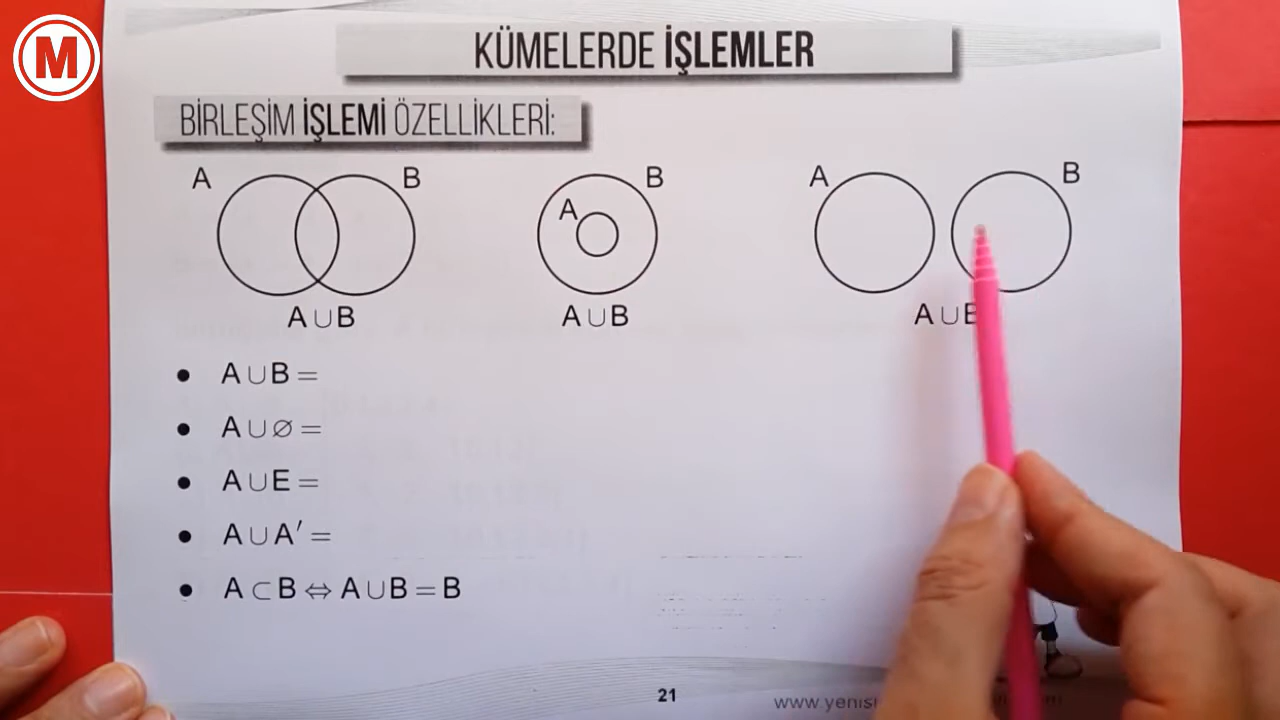 M
KÜMELERDE İŞLEMLER
BİRLEŞİM İŞLEMİ ÖZELLİKLERİ:
A B A B A B
A∪B A∪B A∪B
• A∪B=
• A∪∅=
• A∪E=
• A∪A′=
• A⊂B⇔A∪B=B
21